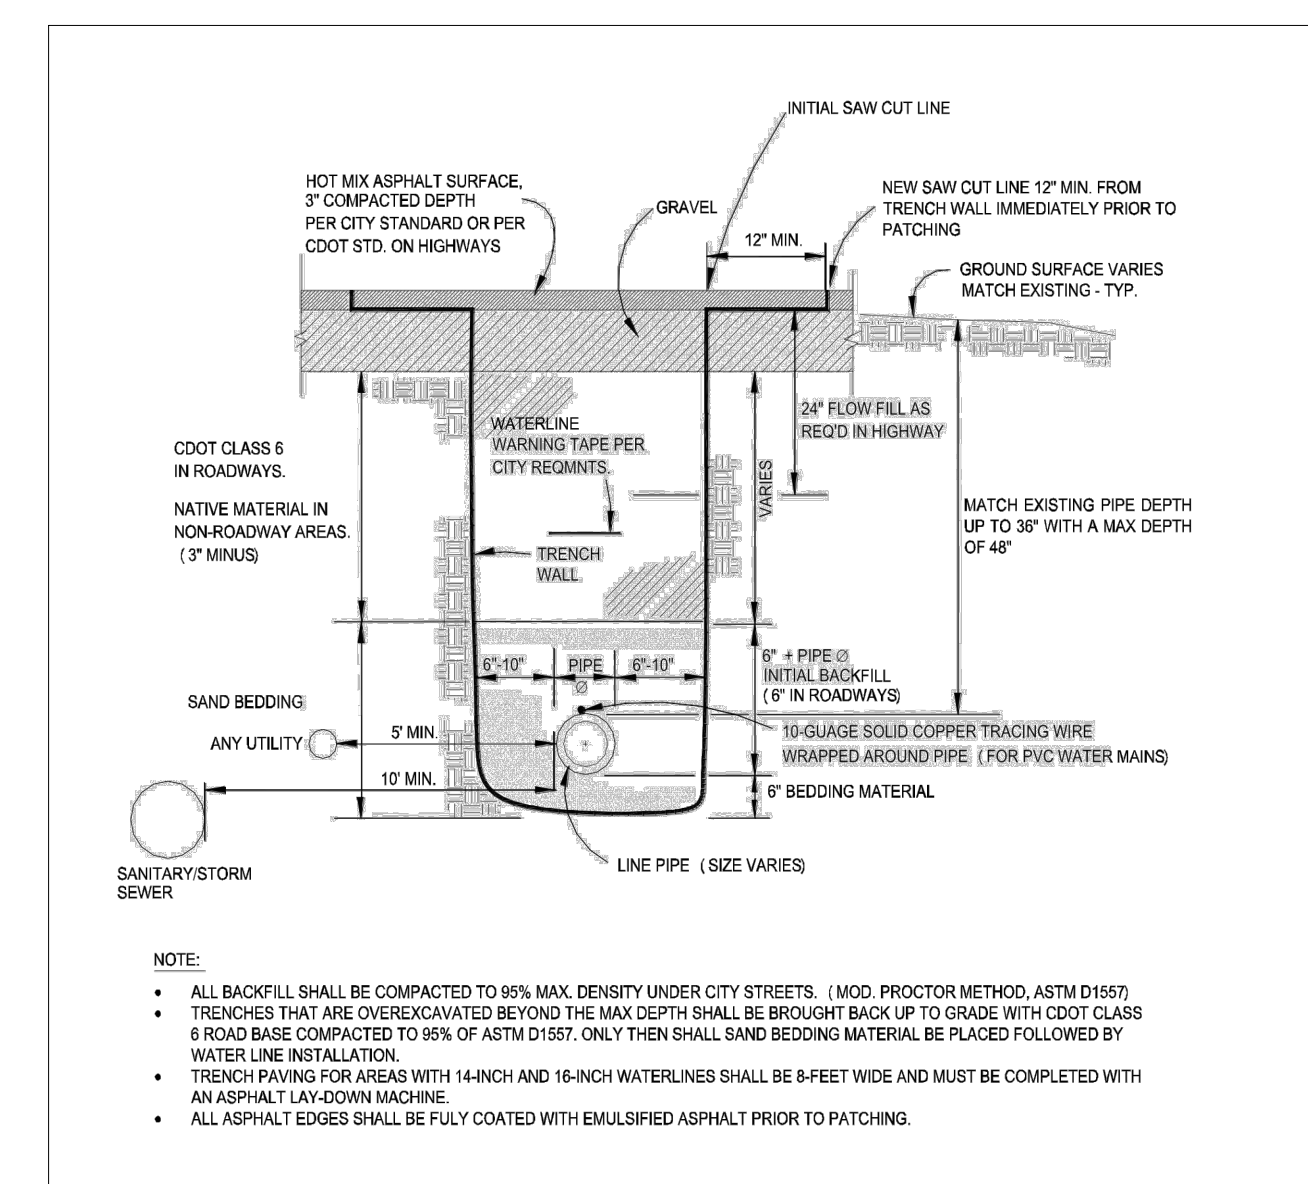 INITIAL SAW CUT LINE
HOT MIX ASPHALT SURFACE,
3" COMPACTED DEPTH
PER CITY STANDARD OR PER
CDOT STD. ON HIGHWAYS
GRAVEL
NEW SAW CUT LINE 12" MIN. FROM
TRENCH WALL IMMEDIATELY PRIOR TO
PATCHING
12" MIN.
GROUND SURFACE VARIES
MATCH EXISTING - TYP.
24" FLOW FILL AS
REQ'D IN HIGHWAY
WATERLINE
WARNING TAPE PER
CITY REQMNTS.
CDOT CLASS 6
IN ROADWAYS.
NATIVE MATERIAL IN
NON-ROADWAY AREAS.
( 3" MINUS)
VARIES
MATCH EXISTING PIPE DEPTH
UP TO 36" WITH A MAX DEPTH
OF 48"
TRENCH
WALL
6"-10"
PIPE
Ø
6"-10"
6" + PIPE Ø
INITIAL BACKFILL
( 6" IN ROADWAYS)
SAND BEDDING
ANY UTILITY
5' MIN.
10-GUAGE SOLID COPPER TRACING WIRE
WRAPPED AROUND PIPE ( FOR PVC WATER MAINS)
10' MIN.
6" BEDDING MATERIAL
LINE PIPE ( SIZE VARIES)
SANITARY/STORM
SEWER
NOTE:
• ALL BACKFILL SHALL BE COMPACTED TO 95% MAX. DENSITY UNDER CITY STREETS. ( MOD. PROCTOR METHOD, ASTM D1557)
• TRENCHES THAT ARE OVEREXCAVATED BEYOND THE MAX DEPTH SHALL BE BROUGHT BACK UP TO GRADE WITH CDOT CLASS
6 ROAD BASE COMPACTED TO 95% OF ASTM D1557. ONLY THEN SHALL SAND BEDDING MATERIAL BE PLACED FOLLOWED BY
WATER LINE INSTALLATION.
• TRENCH PAVING FOR AREAS WITH 14-INCH AND 16-INCH WATERLINES SHALL BE 8-FEET WIDE AND MUST BE COMPLETED WITH
AN ASPHALT LAY-DOWN MACHINE.
• ALL ASPHALT EDGES SHALL BE FULY COATED WITH EMULSIFIED ASPHALT PRIOR TO PATCHING.